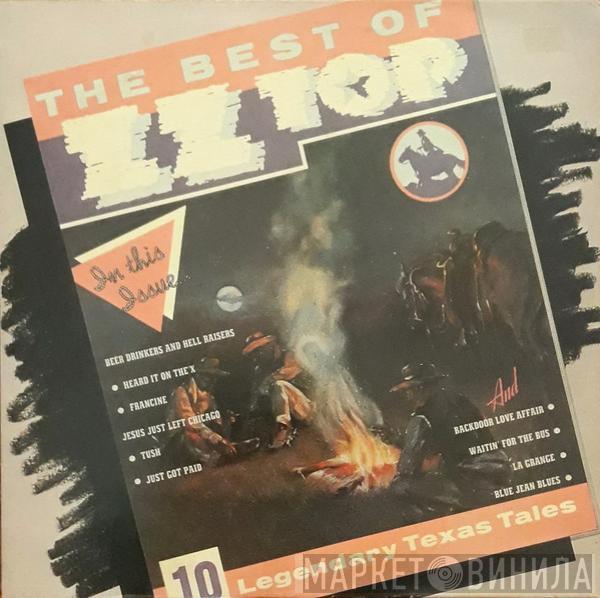 THE BEST OF
ZZ TOP
In this
Issue...
BEER DRINKERS AND HELL RAISERS
• HEARD IT ON THE X
• FRANCINE
JESUS JUST LEFT CHICAGO
• TUSH
• JUST GOT PAID
And
BACKDOOR LOVE AFFAIR •
WAITIN' FOR THE BUS •
LA GRANGE •
BLUE JEAN BLUES •
10 Legendary Texas Tales
МАРКЕТ ВИНИЛА